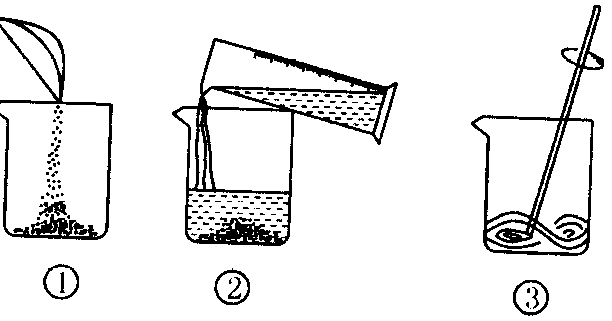 ① ② ③